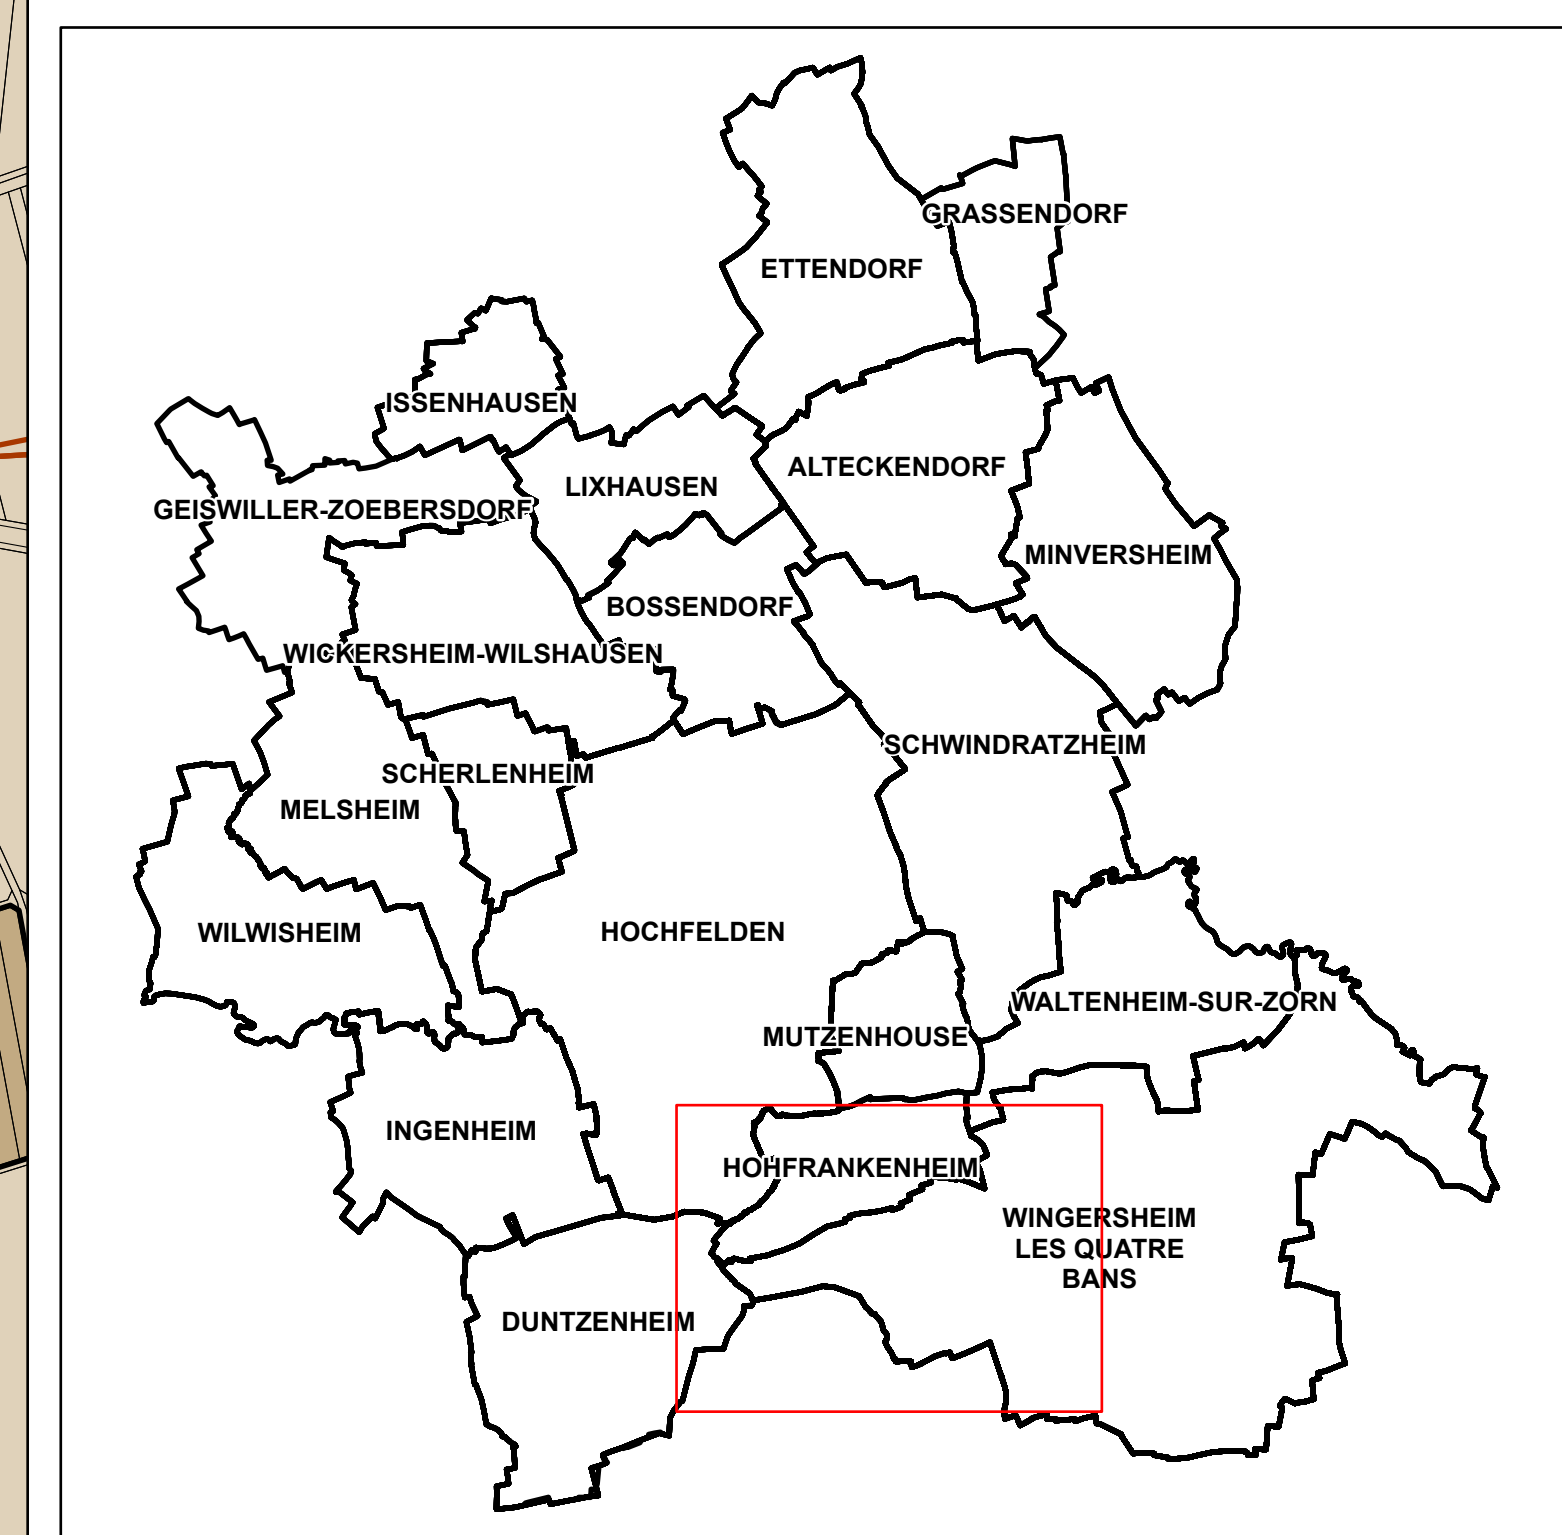 GRASSENDORF
ETTENDORF
ISSENHAUSEN
ALTECKENDORF
LIXHAUSEN
GEISWILLER-ZOEBERSDORF
MINVERSHEIM
BOSSENDORF
WICKERSHEIM-WILSHAUSEN
SCHWINDRATZHEIM
SCHERLENHEIM
MELSHEIM
WILWISHEIM
HOCHFELDEN
WALTENHEIM-SUR-ZORN
MUTZENHOUSE
INGENHEIM
HOHFRANKENHEIM
WINGERSHEIM
LES QUATRE
BANS
DUNTZENHEIM